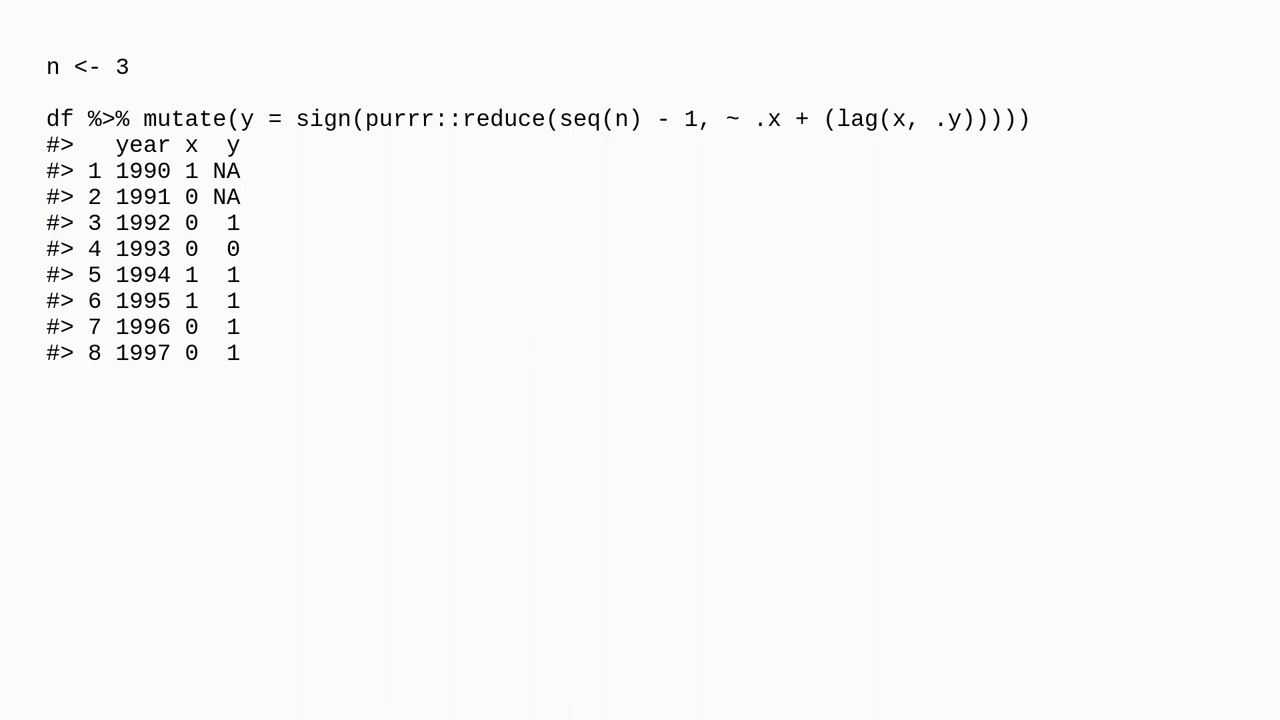 n <- 3
df %>% mutate(y = sign(purrr::reduce(seq(n) - 1, ~ .x + (lag(x, .y)))))
#>   year x  y
#> 1 1990 1 NA
#> 2 1991 0 NA
#> 3 1992 0  1
#> 4 1993 0  0
#> 5 1994 1  1
#> 6 1995 1  1
#> 7 1996 0  1
#> 8 1997 0  1